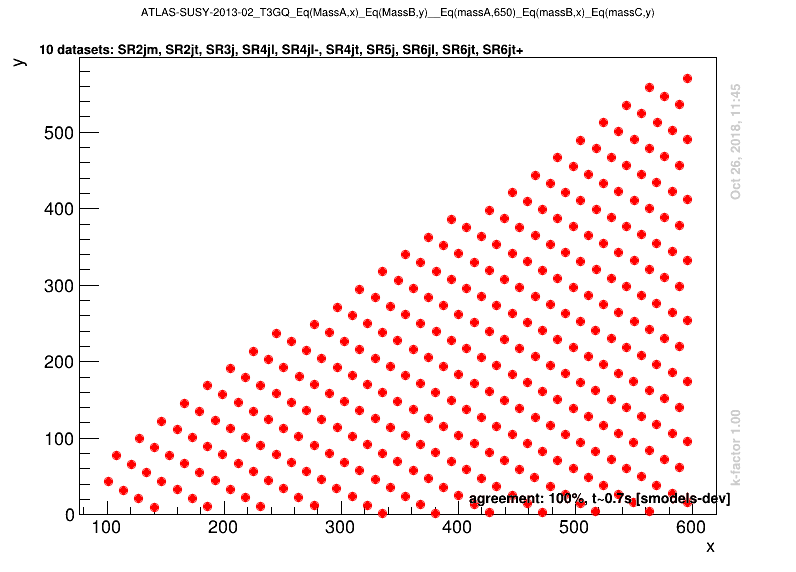 ATLAS-SUSY-2013-02_T3GQ_Eq(MassA,x)_Eq(MassB,y)__Eq(massA,650)_Eq(massB,x)_Eq(massC,y)
10 datasets: SR2jm, SR2jt, SR3j, SR4jl, SR4jl-, SR4jt, SR5j, SR6jl, SR6jt, SR6jt+
y
500
400
300
200
100
0
100 200 300 400 500 600
x
agreement: 100%, t~0.7s [smodels-dev]
Oct 26, 2018, 11:45
k-factor 1.00